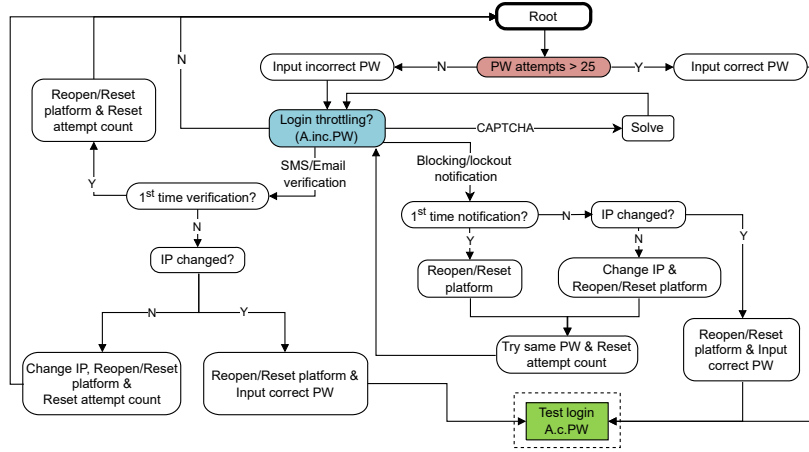 Root
Input incorrect PW
N
PW attempts > 25
Y
Input correct PW
N
Reopen/Reset
platform & Reset
attempt count
Login throttling?
(A.inc.PW)
CAPTCHA
Solve
SMS/Email
verification
Blocking/lockout
notification
Y
1st time verification?
1st time notification?
N
IP changed?
N
Y
N
Y
IP changed?
Reopen/Reset
platform
Change IP &
Reopen/Reset platform
N
Y
Change IP, Reopen/Reset
platform &
Reset attempt count
Reopen/Reset platform &
Input correct PW
Try same PW & Reset
attempt count
Reopen/Reset
platform & Input
correct PW
Test login
A.c.PW